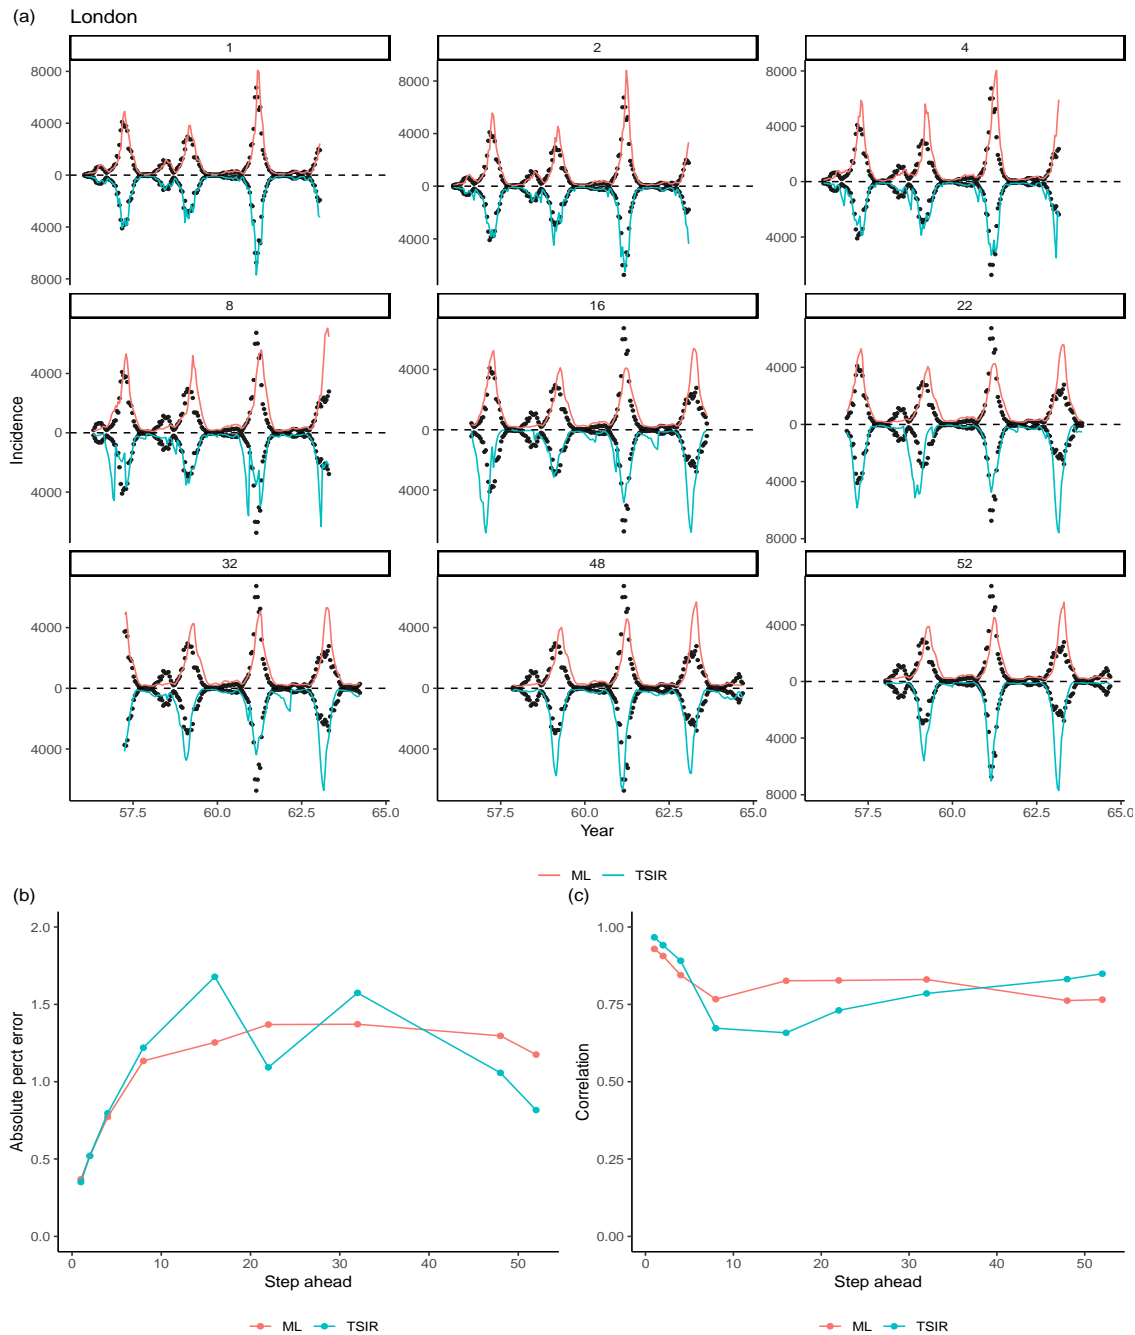 (a) London
1 2 4
8000
4000
0
4000
8000
8000
4000
0
4000
8000
4000
0
4000
8 16 22
4000
0
4000
4000
0
4000
4000
0
4000
8000
32 48 52
4000
0
4000
4000
0
4000
4000
0
4000
8000
57.5 60.0 62.5 65.0
57.5 60.0 62.5 65.0
57.5 60.0 62.5 65.0
Incidence
Year
ML TSIR
(b)
2.0
1.5
1.0
0.5
0.0
Absolute perct error
0 10 20 30 40 50
Step ahead
ML TSIR
(c)
1.00
0.75
0.50
0.25
0.00
Correlation
0 10 20 30 40 50
Step ahead
ML TSIR